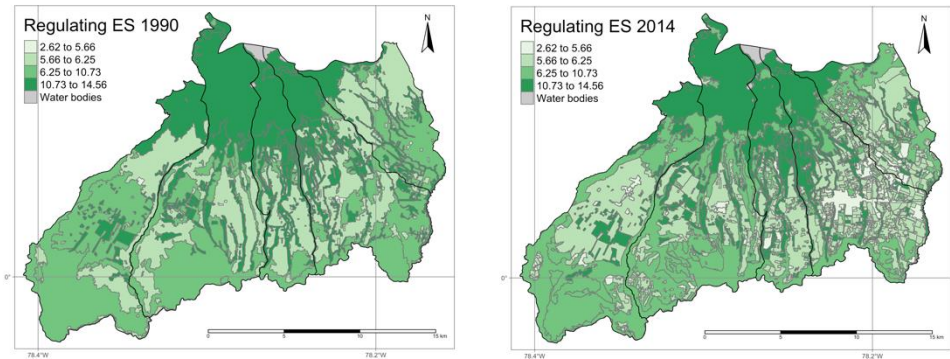 Regulating ES 1990
2.62 to 5.66
5.66 to 6.25
6.25 to 10.73
10.73 to 14.56
Water bodies
N
0°
0 5 10 15 km
78.4°W 78.2°W
Regulating ES 2014
2.62 to 5.66
5.66 to 6.25
6.25 to 10.73
10.73 to 14.56
Water bodies
N
0°
0 5 10 15 km
78.4°W 78.2°W